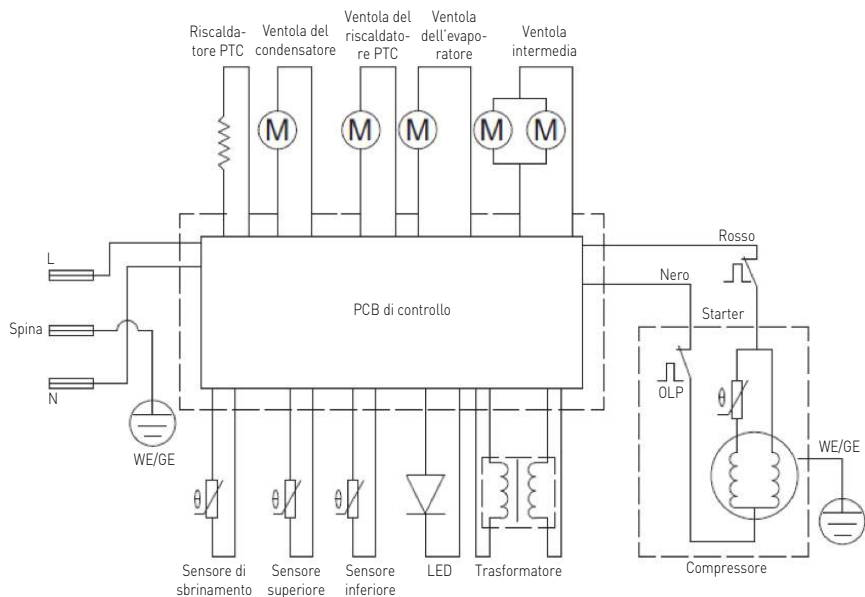 Riscalda-
tore PTC
Ventola del
condensatore
Ventola del
riscaldato-
re PTC
Ventola
dell'evapo-
ratore
Ventola
intermedia
M
M
M
M
M
L
Spina
N
WE/GE
PCB di controllo
Rosso
Nero
Starter
OLP
θ
WE/GE
Compressore
θ
θ
θ
Sensore di
sbrinamento
Sensore
superiore
Sensore
inferiore
LED
Trasformatore